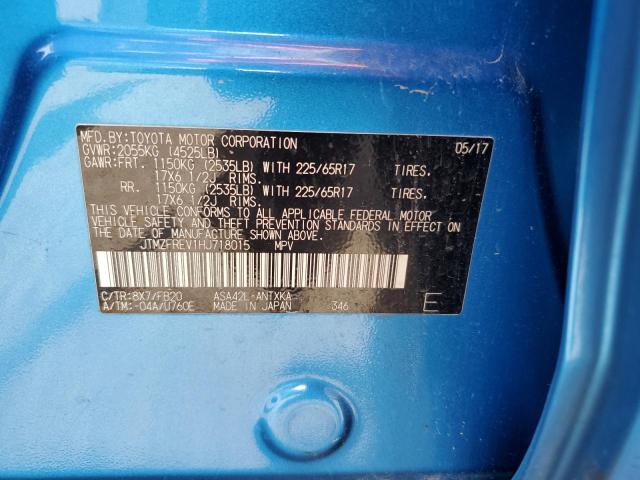 MFD.BY:TOYOTA MOTOR CORPORATION 05/17
GVWR:2055KG (4525LB)
GAWR:FRT. 1150KG (2535LB) WITH 225/65R17 TIRES.
17X6 1/2J RIMS.
RR. 1150KG (2535LB) WITH 225/65R17 TIRES.
17X6 1/2J RIMS.
THIS VEHICLE CONFORMS TO ALL APPLICABLE FEDERAL MOTOR
VEHICLE SAFETY AND THEFT PREVENTION STANDARDS IN EFFECT ON
THE DATE OF MANUFACTURE SHOWN ABOVE.
JTMZFREV1HJ718015 MPV
C/TR:8X7/FB20 ASA42L-ANTXKA
A/TM:-04A/U760E MADE IN JAPAN 346 E